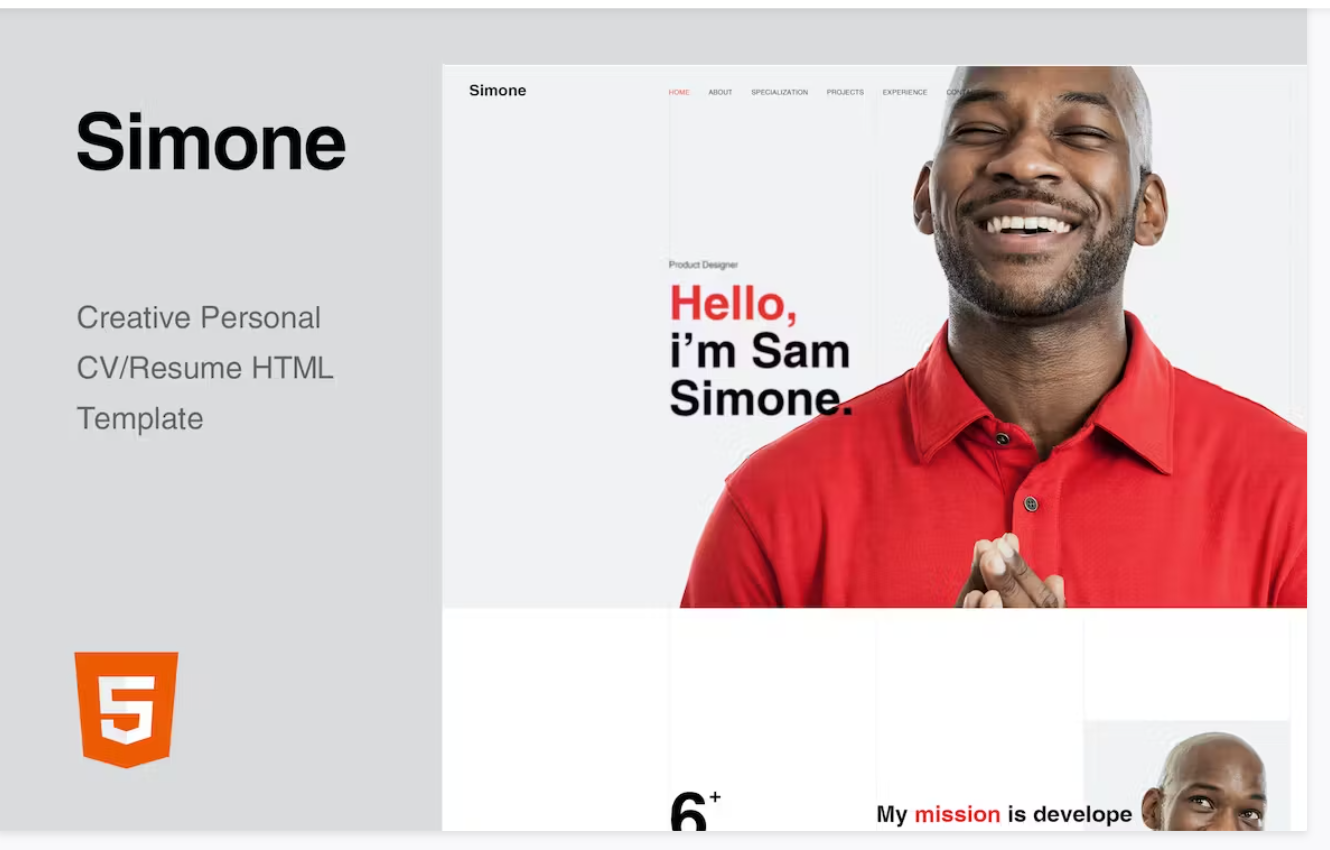 Simone
Creative Personal
CV/Resume HTML
Template
5
Simone
HOME ABOUT SPECIALIZATION PROJECTS EXPERIENCE
Product Designer
Hello,
i’m Sam
Simone.
6+
My mission is develope